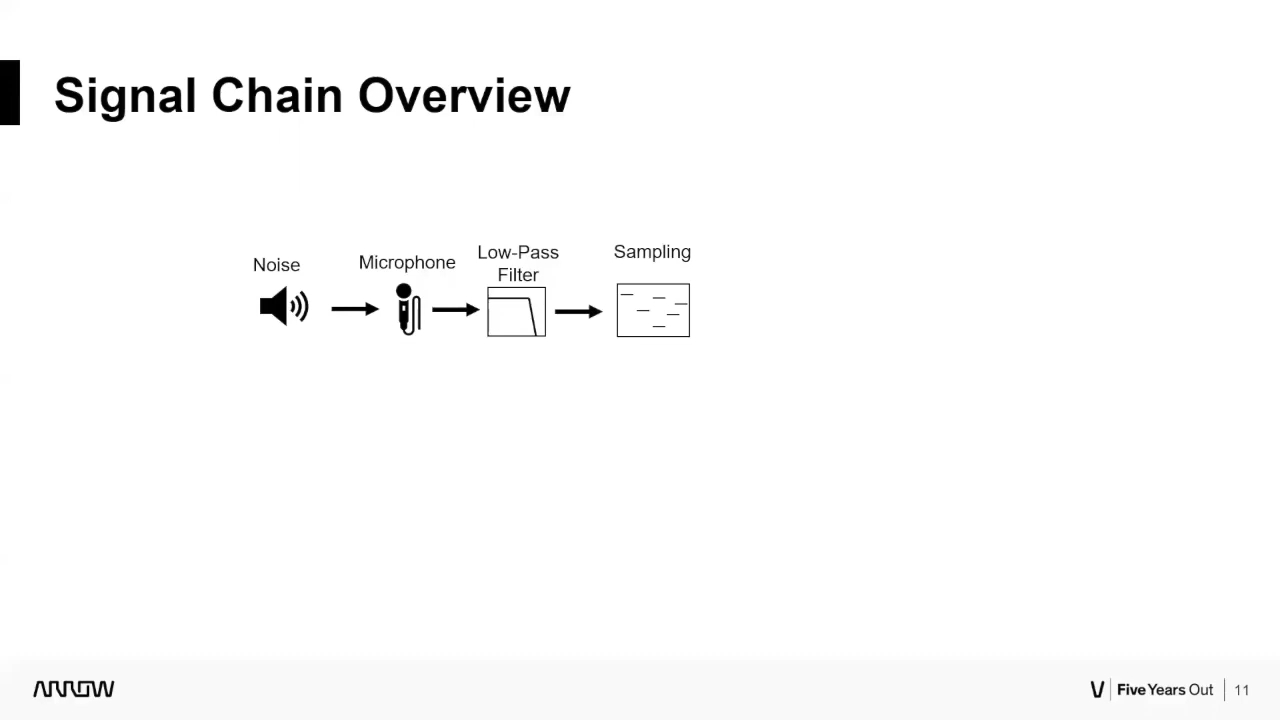 Signal Chain Overview
Noise
Microphone
Low-Pass
Filter
Sampling
ARROW
Five Years Out
11